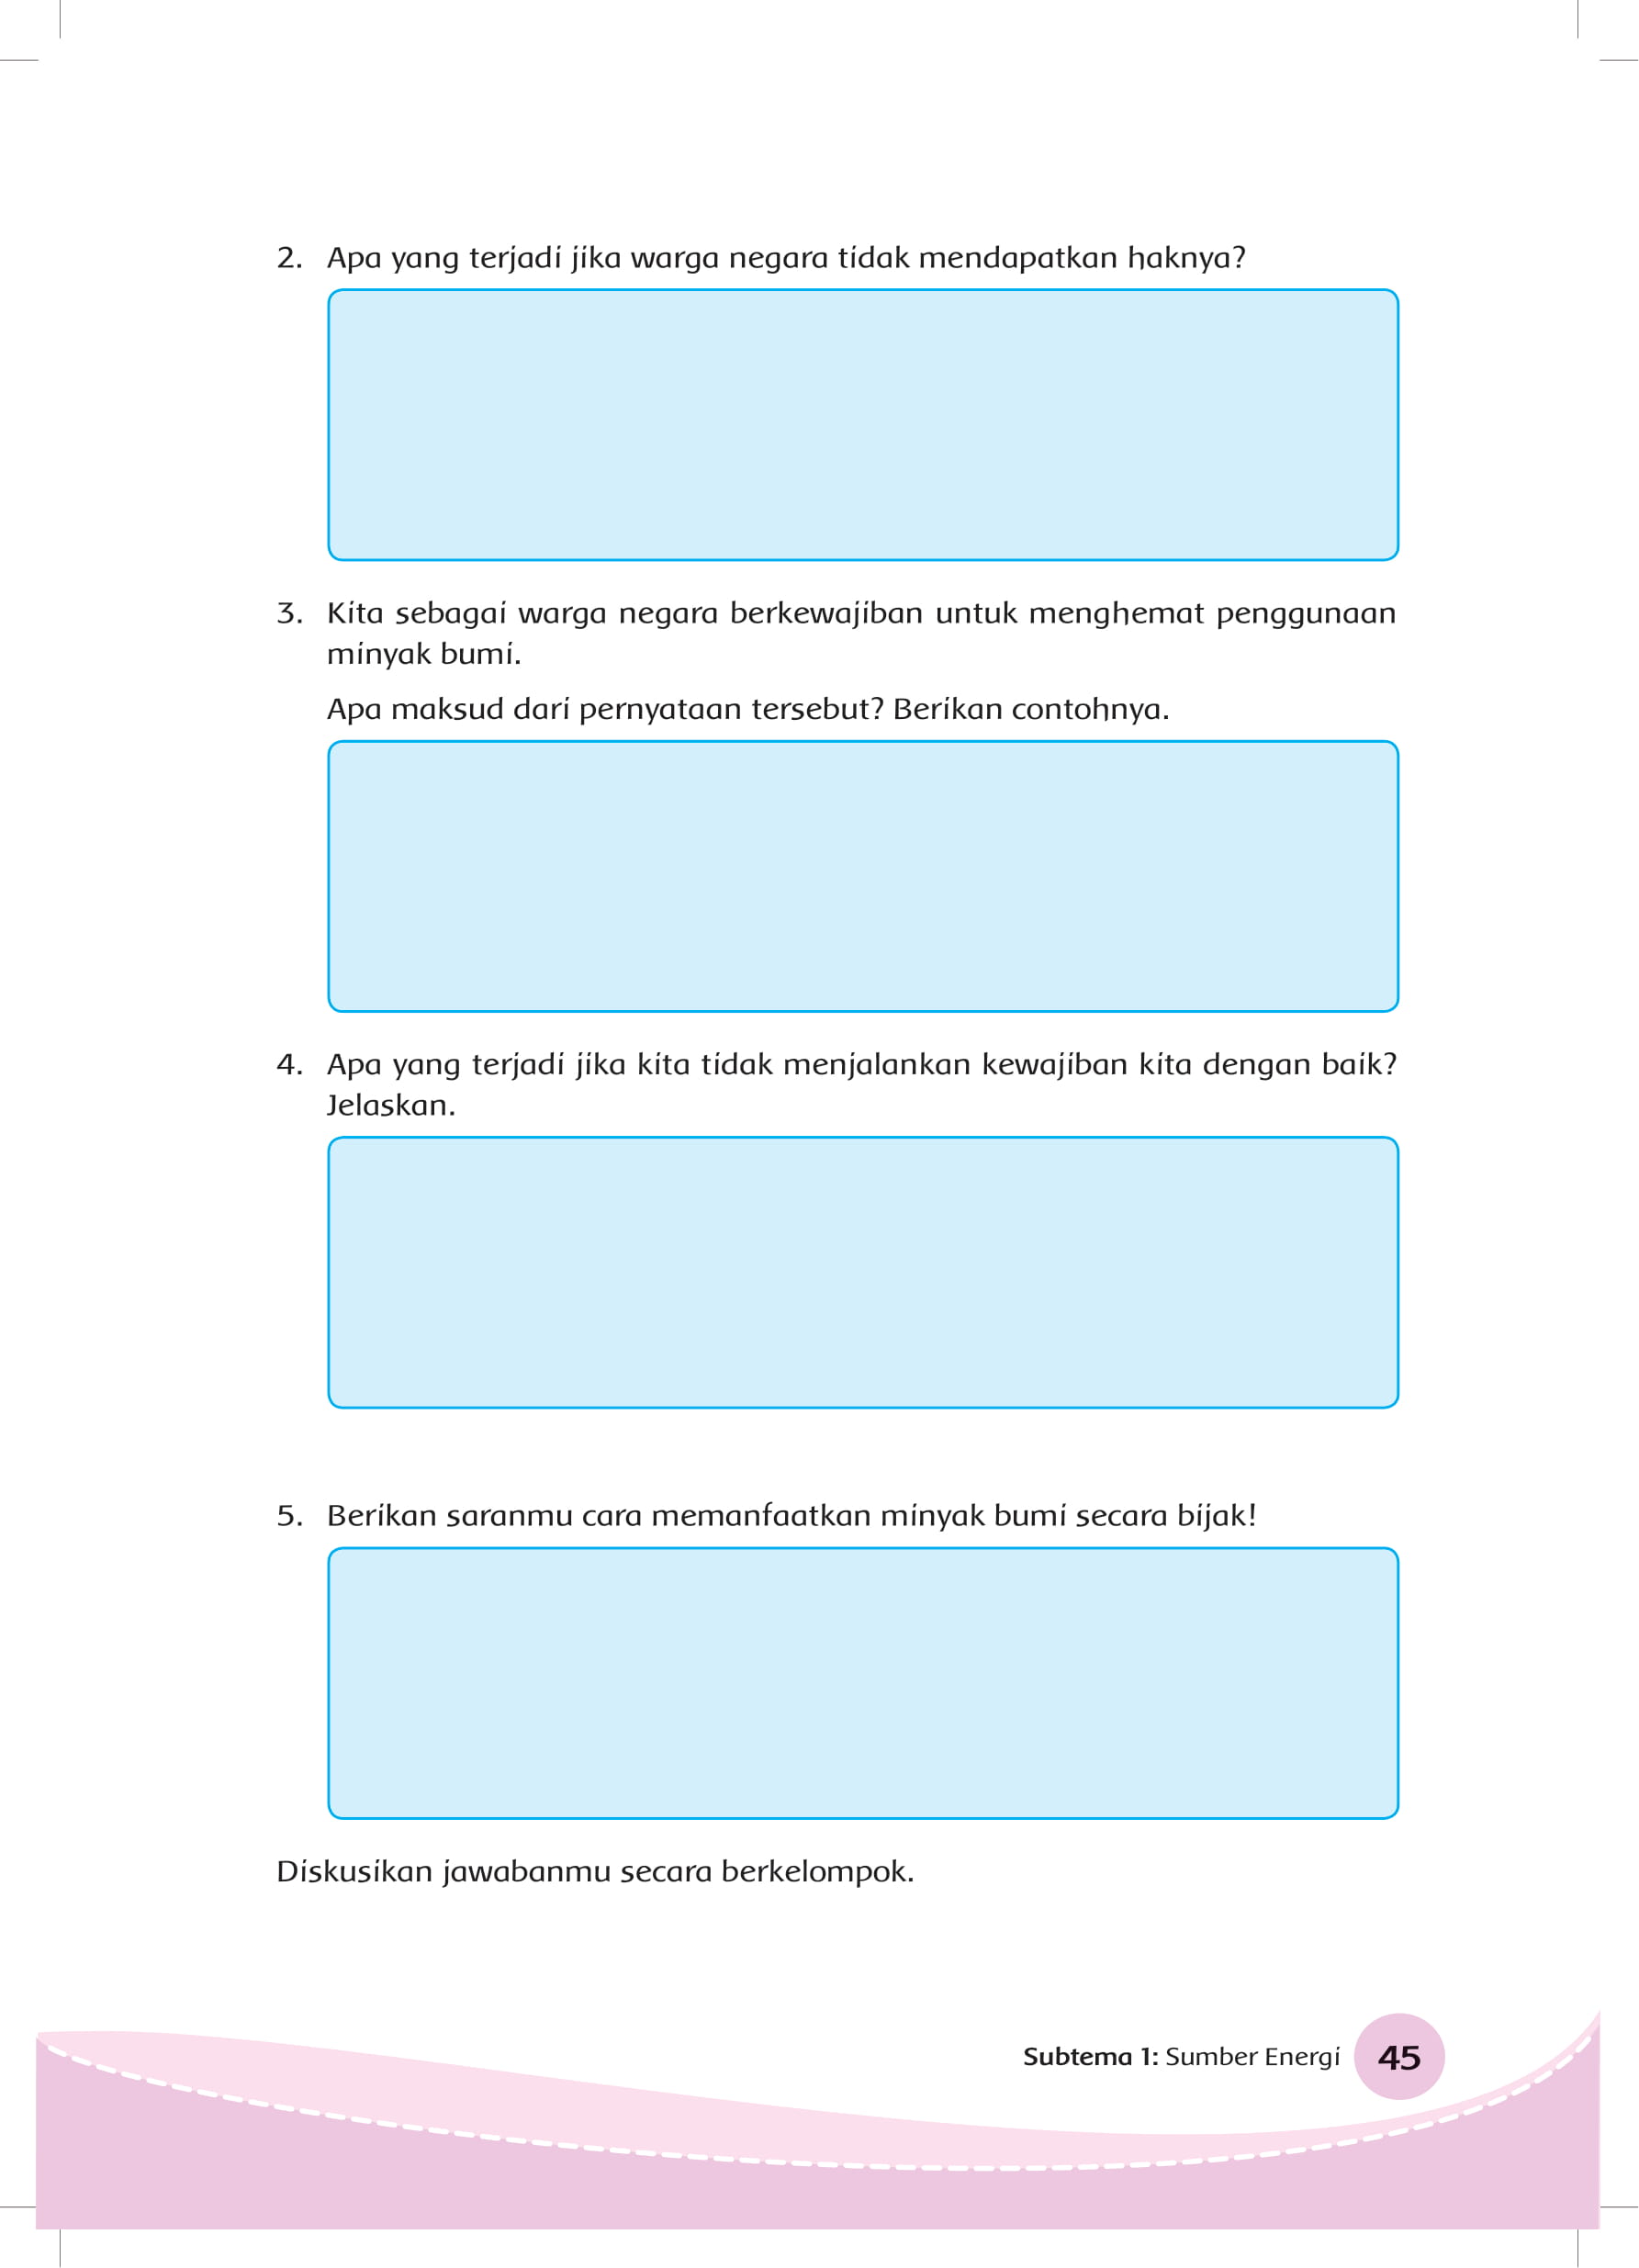 2. Apa yang terjadi jika warga negara tidak mendapatkan haknya?
3. Kita sebagai warga negara berkewajiban untuk menghemat penggunaan
minyak bumi.
Apa maksud dari pernyataan tersebut? Berikan contohnya.
4. Apa yang terjadi jika kita tidak menjalankan kewajiban kita dengan baik?
Jelaskan.
5. Berikan saranmu cara memanfaatkan minyak bumi secara bijak!
Diskusikan jawabanmu secara berkelompok.
Subtema 1: Sumber Energi 45